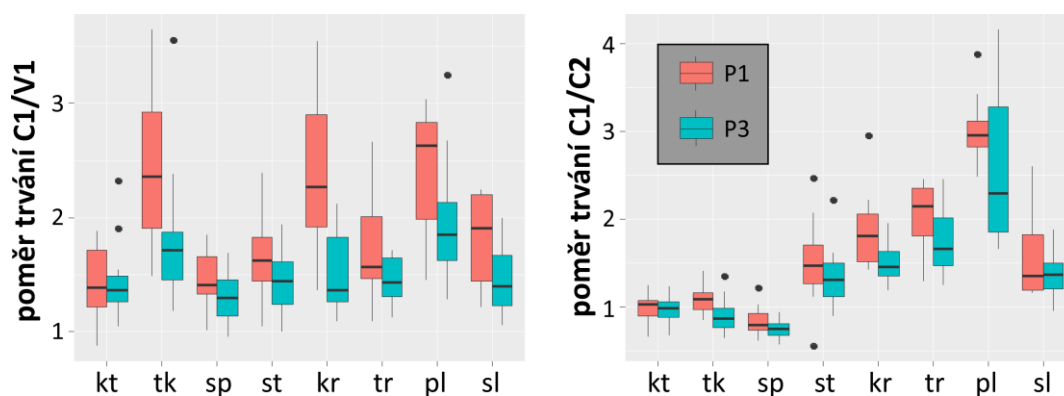 poměr trvání C1/V1
3
2
1
kt tk sp st kr tr pl sl
poměr trvání C1/C2
4
3
2
1
P1
P3
kt tk sp st kr tr pl sl